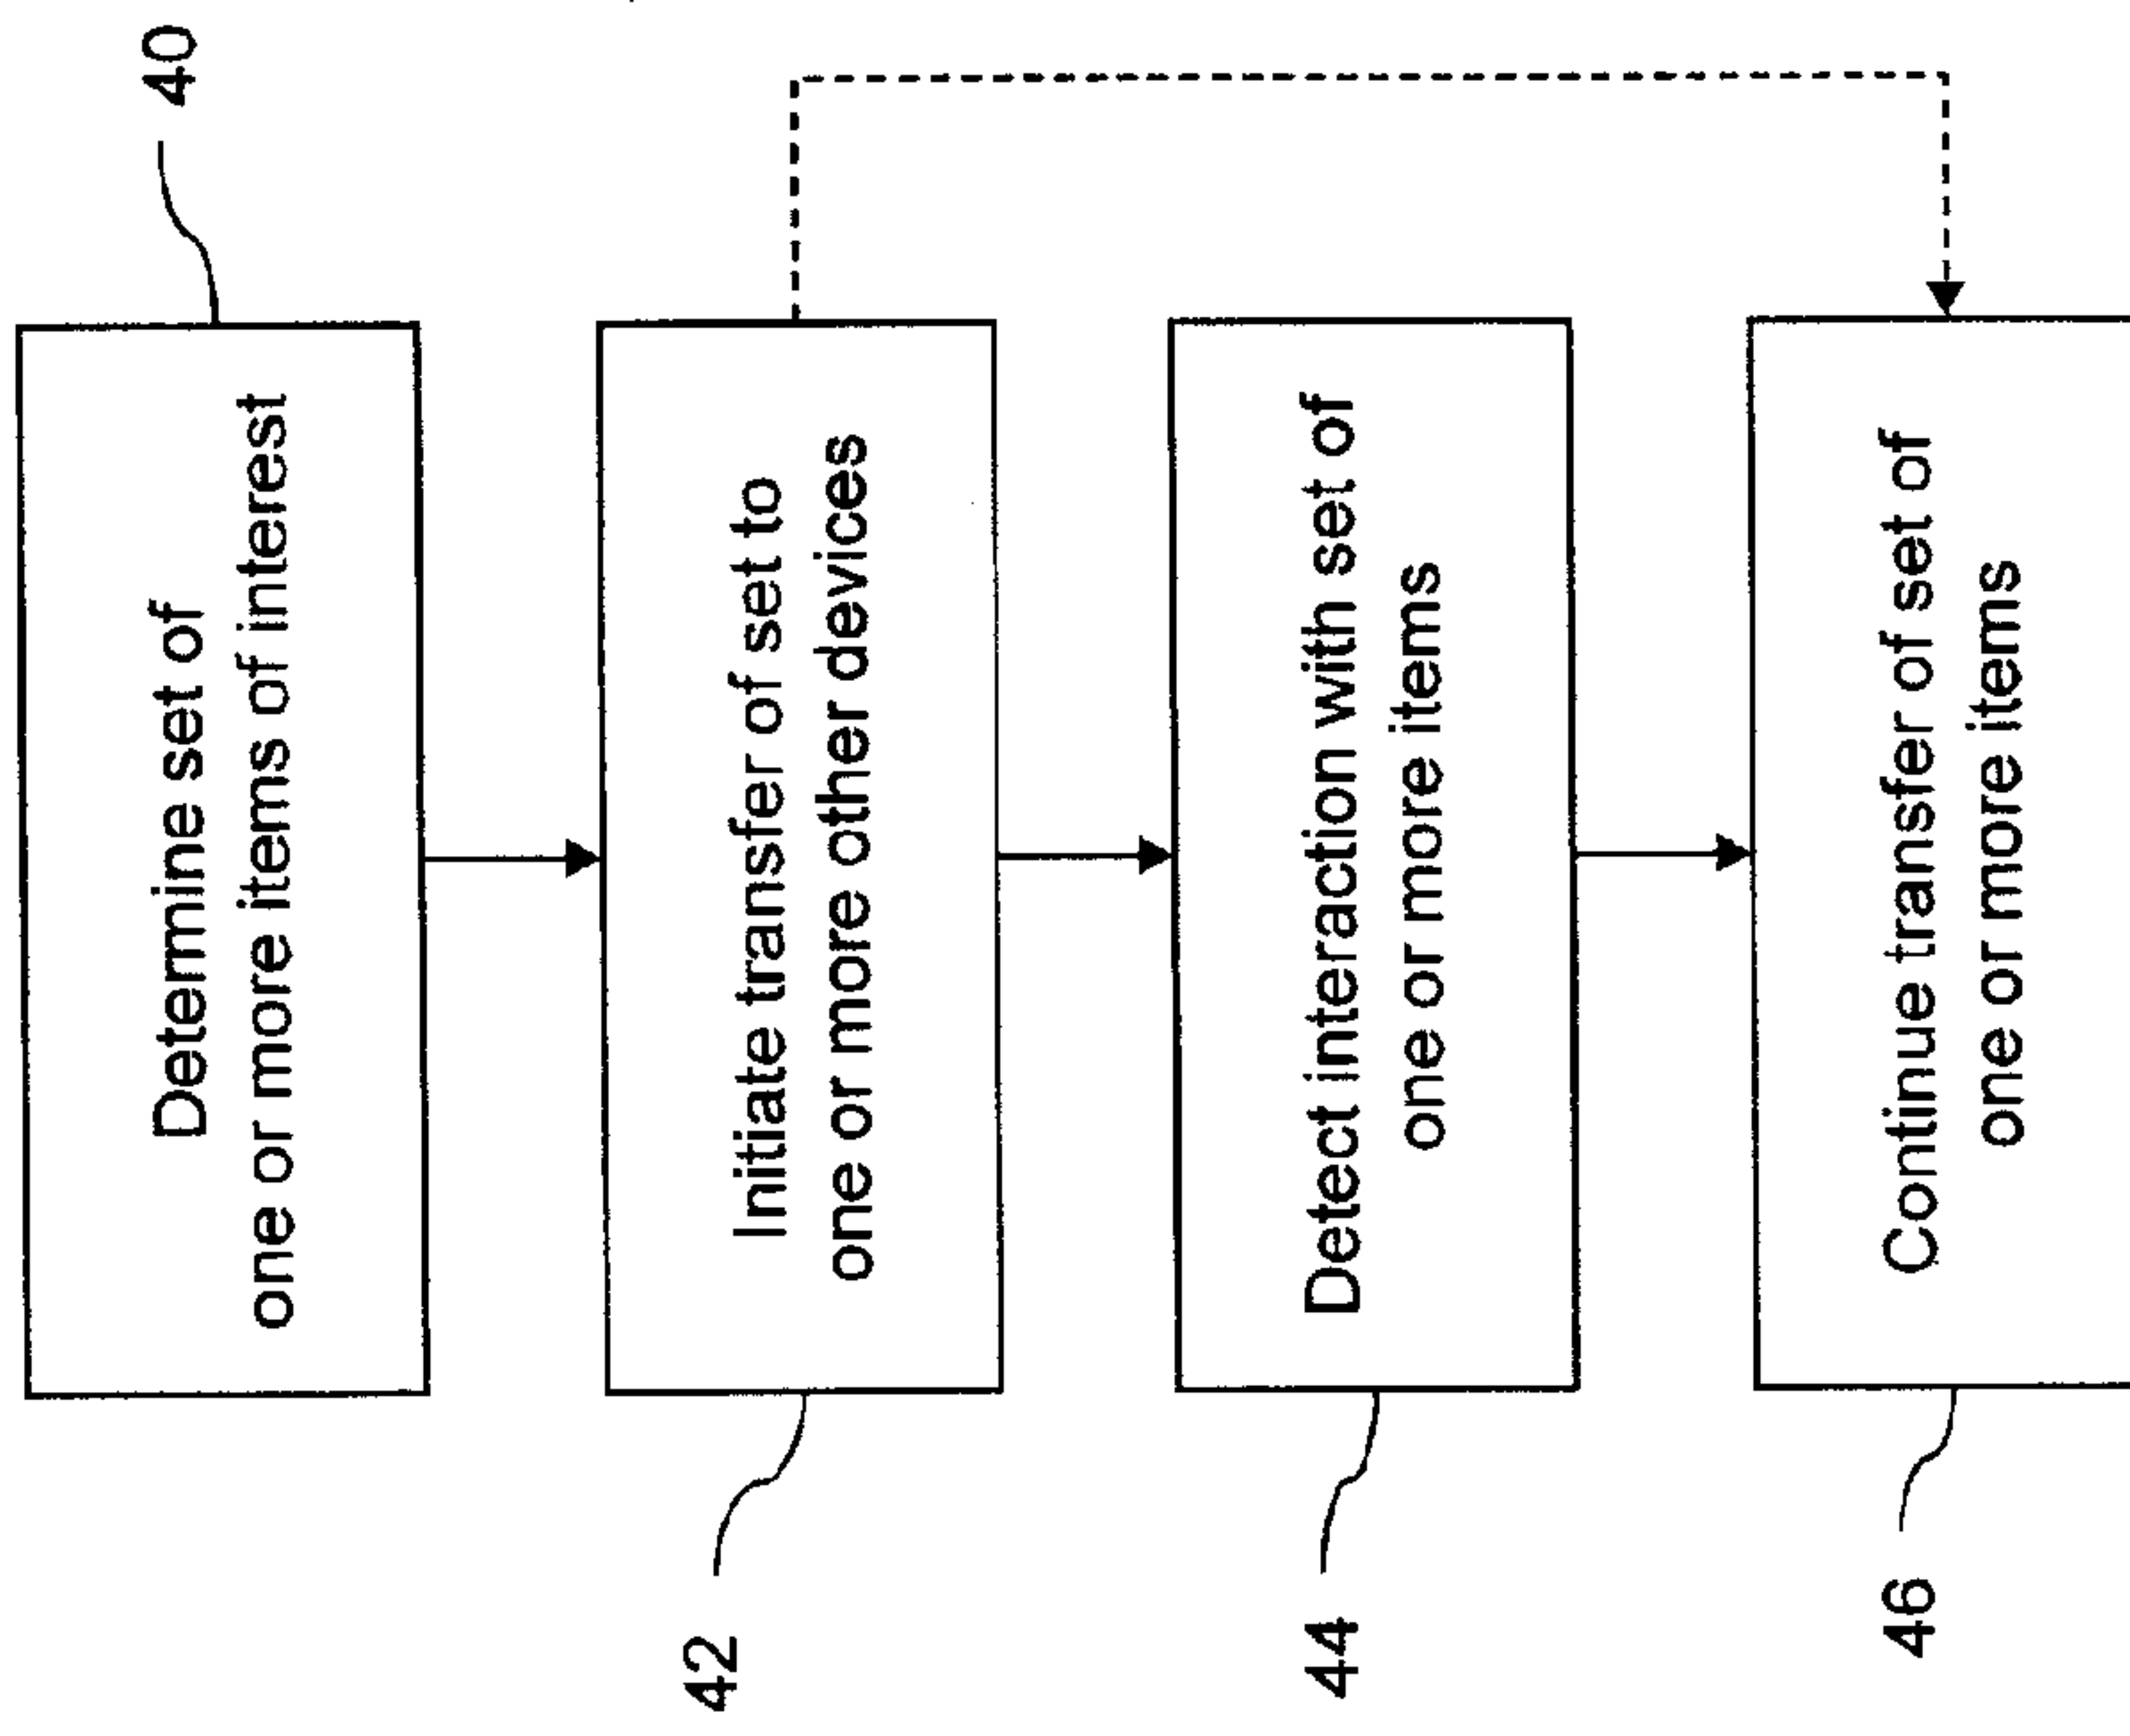 40
Determine set of
one or more items of interest
42
Initiate transfer of set to
one or more other devices
44
Detect interaction with set of
one or more items
46
Continue transfer of set of
one or more items